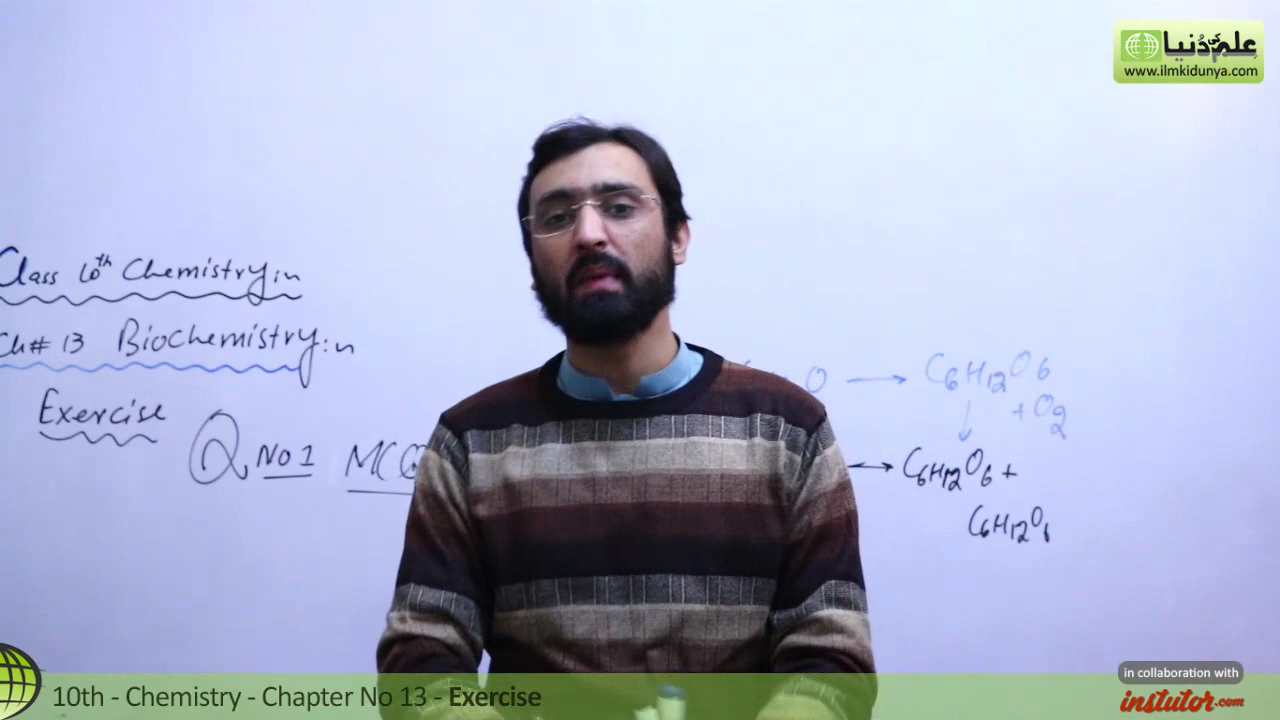 علم کی دنیا
www.ilmkidunya.com
Class 10th Chemistry:n
Ch# 13 Biochemistry:n
Exercise
Q No 1 MCQ
O → C6H12O6
↓ + O2
→ C6H12O6 +
C6H12O6
10th - Chemistry - Chapter No 13 - Exercise
in collaboration with
instutor.com